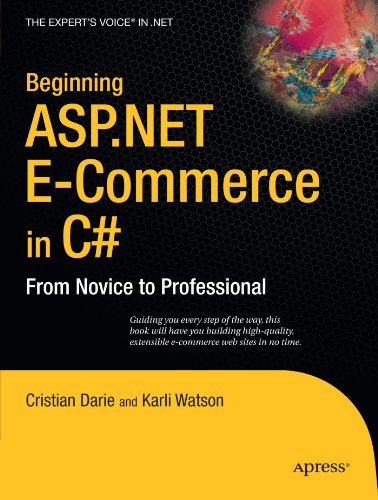 THE EXPERT'S VOICE® IN .NET
Beginning
ASP.NET
E-Commerce
in C#
From Novice to Professional
Guiding you every step of the way, this
book will have you building high-quality,
extensible e-commerce web sites in no time.
Cristian Darie and Karli Watson
Apress®